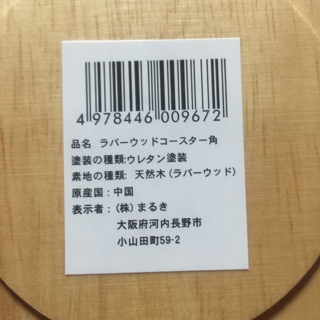 4 978446 009672
品名 ラバーウッドコースター角
塗装の種類:ウレタン塗装
素地の種類: 天然木(ラバーウッド)
原産国:中国
表示者:(株)まるき
大阪府河内長野市
小山田町59-2